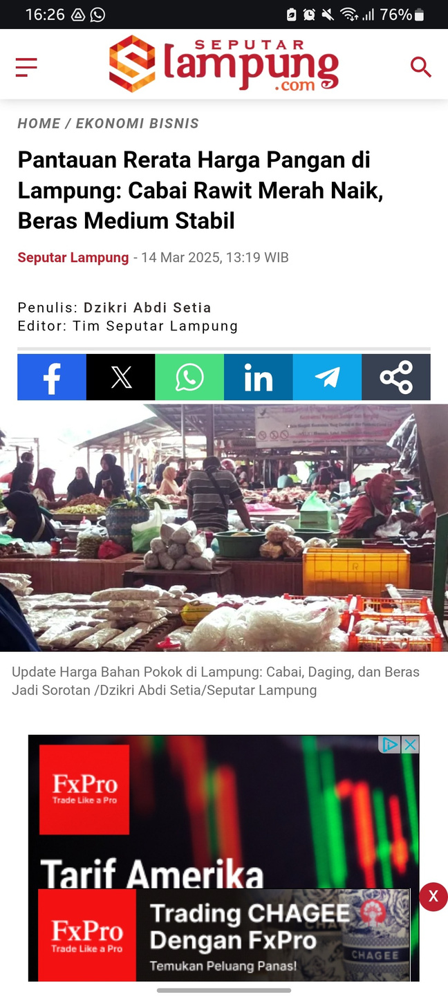 16:26
76%
SEPUTAR
lampung
.com
HOME / EKONOMI BISNIS
Pantauan Rerata Harga Pangan di
Lampung: Cabai Rawit Merah Naik,
Beras Medium Stabil
Seputar Lampung - 14 Mar 2025, 13:19 WIB
Penulis: Dzikri Abdi Setia
Editor: Tim Seputar Lampung
Update Harga Bahan Pokok di Lampung: Cabai, Daging, dan Beras
Jadi Sorotan /Dzikri Abdi Setia/Seputar Lampung
FxPro
Trade Like a Pro
Tarif Amerika
X
FxPro
Trade Like a Pro
Trading CHAGEE
Dengan FxPro
Temukan Peluang Panas!
CHAGEE